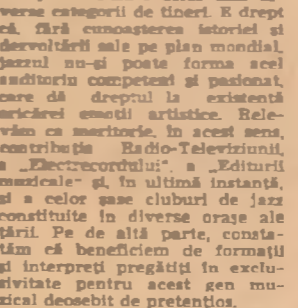 verse categorii de tineri. E drept
că, fără cunoașterea istoriei și
dezvoltării sale pe plan mondial,
jazzul nu-și poate forma acel
auditoriu competent și pasionat,
care dă dreptul la existență
oricărei emoții artistice. Rele-
văm ca meritorie, în acest sens,
contribuția Radio-Televiziunii,
a „Electrecordului", a „Editurii
muzicale" și, în ultimă instanță,
și a celor șase cluburi de jazz
constituite în diverse orașe ale
țării. Pe de altă parte, consta-
tăm că beneficiem de formații
și interpreți pregătiți în exclu-
sivitate pentru acest gen mu-
zical deosebit de pretențios.